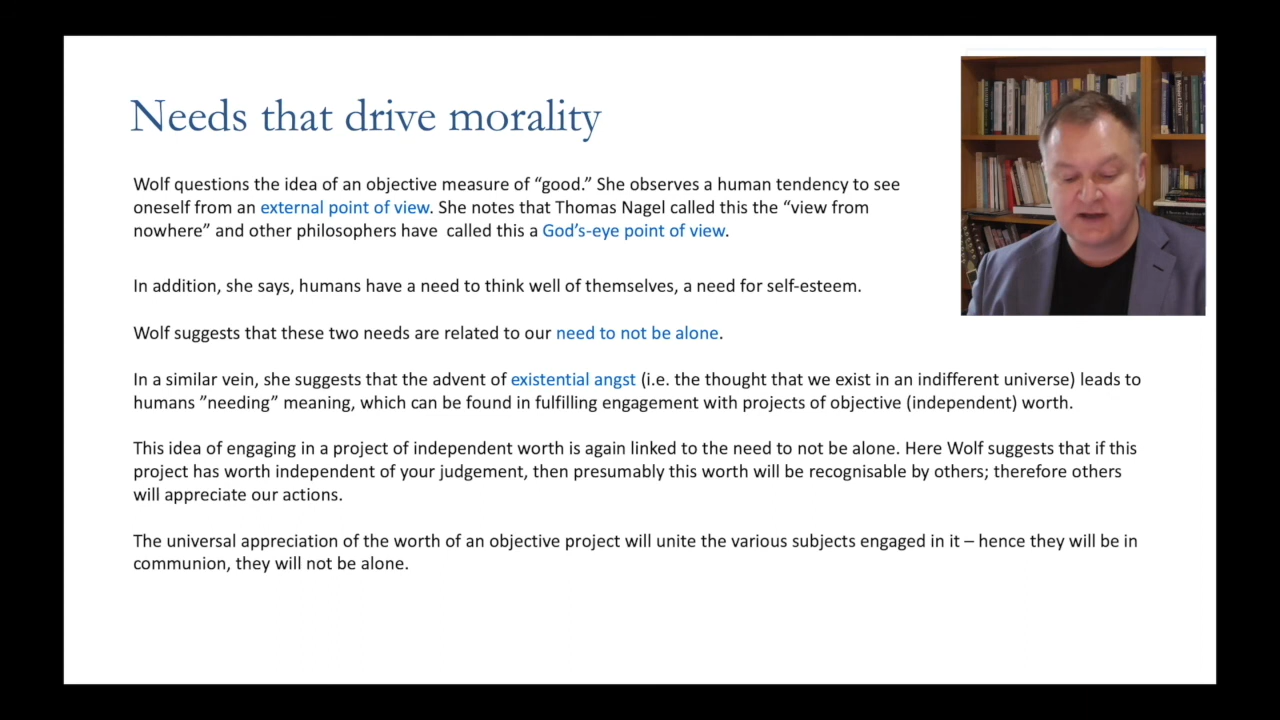 Needs that drive morality
Wolf questions the idea of an objective measure of “good.” She observes a human tendency to see
oneself from an external point of view. She notes that Thomas Nagel called this the “view from
nowhere” and other philosophers have  called this a God’s-eye point of view.
In addition, she says, humans have a need to think well of themselves, a need for self-esteem.
Wolf suggests that these two needs are related to our need to not be alone.
In a similar vein, she suggests that the advent of existential angst (i.e. the thought that we exist in an indifferent universe) leads to
humans ”needing” meaning, which can be found in fulfilling engagement with projects of objective (independent) worth.
This idea of engaging in a project of independent worth is again linked to the need to not be alone. Here Wolf suggests that if this
project has worth independent of your judgement, then presumably this worth will be recognisable by others; therefore others
will appreciate our actions.
The universal appreciation of the worth of an objective project will unite the various subjects engaged in it – hence they will be in
communion, they will not be alone.